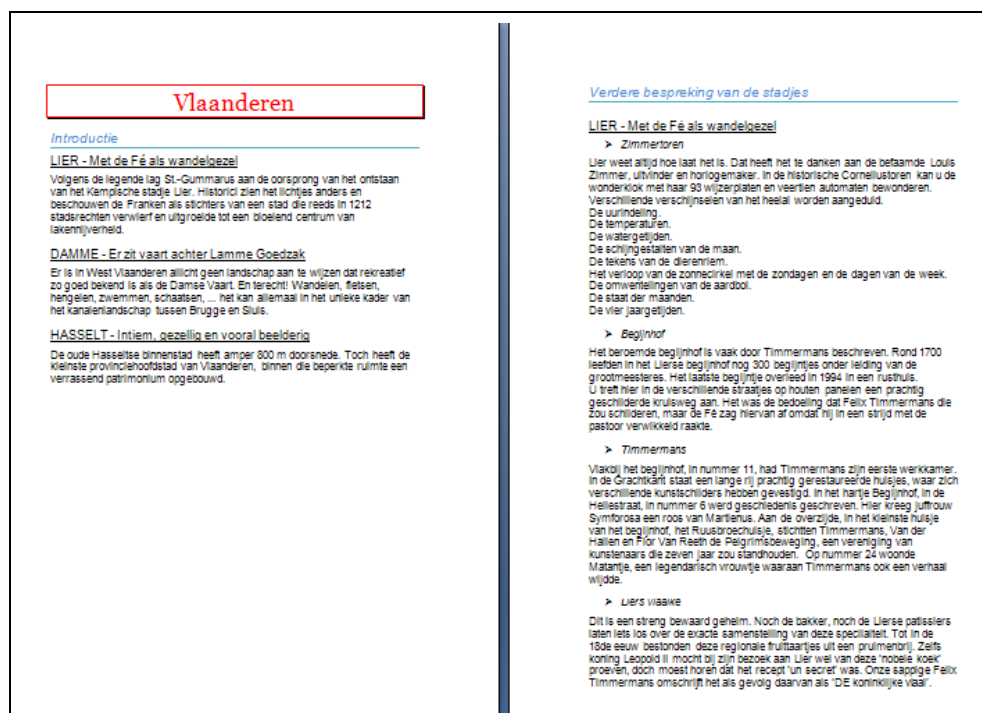 Vlaanderen
Introductie
LIER - Met de Fé als wandelgezel
Volgens de legende lag St.-Gummarus aan de oorsprong van het ontstaan
van het Kempische stadje Lier. Historici zien het lichtjes anders en
beschouwen de Franken als stichters van een stad die reeds in 1212
stadsrechten verwierf en uitgroeide tot een bloeiend centrum van
lakennijverheid.
DAMME - Er zit vaart achter Lamme Goedzak
Er is in West Vlaanderen allicht geen landschap aan te wijzen dat rekreatief
zo goed bekend is als de Damse Vaart. En terecht! Wandelen, fietsen,
hengelen, zwemmen, schaatsen, ... het kan allemaal in het unieke kader van
het kanalenlandschap tussen Brugge en Sluis.
HASSELT - Intiem, gezellig en vooral beelderig
De oude Hasseltse binnenstad heeft amper 800 m doorsnede. Toch heeft de
kleinste provinciehoofdstad van Vlaanderen, binnen die beperkte ruimte een
verrassend patrimonium opgebouwd.
Verdere bespreking van de stadjes
LIER - Met de Fé als wandelgezel
➤ Zimmertoren
Lier weet altijd hoe laat het is. Dat heeft het te danken aan de befaamde Louis
Zimmer, uitvinder en horlogemaker. In de historische Corneliustoren kan u de
wonderklok met haar 93 wijzerplaten en veertien automaten bewonderen.
Verschillende verschijnselen van het heelal worden aangeduid.
De uurindeling.
De temperaturen.
De watergetijden.
De schijngestalten van de maan.
De tekens van de dierenriem.
Het verloop van de zonnecirkel met de zondagen en de dagen van de week.
De omwentelingen van de aardbol.
De staat der maanden.
De vier jaargetijden.
➤ Begijnhof
Het beroemde begijnhof is vaak door Timmermans beschreven. Rond 1700
leefden in het Lierse begijnhof nog 300 begijntjes onder leiding van de
grootmeesteres. Het laatste begijntje overleed in 1994 in een rusthuis.
U treft hier in de verschillende straatjes op houten panelen een prachtig
geschilderde kruisweg aan. Het was de bedoeling dat Felix Timmermans die
zou schilderen, maar de Fé zag hiervan af omdat hij in een strijd met de
pastoor verwikkeld raakte.
➤ Timmermans
Vlakbij het begijnhof, in nummer 11, had Timmermans zijn eerste werkkamer.
In de Grachtkant staat een lange rij prachtig gerestaureerde huisjes, waar zich
verschillende kunstschilders hebben gevestigd. In het hartje Begijnhof, in de
Hellestraat, in nummer 6 werd geschiedenis geschreven. Hier kreeg juffrouw
Symforosa een roos van Martienus. Aan de overzijde, in het kleinste huisje
van het begijnhof, het Ruusbroechuisje, stichtten Timmermans, Van der
Hallen en Flor Van Reeth de Pelgrimsbeweging, een vereniging van
kunstenaars die zeven jaar zou standhouden. Op nummer 24 woonde
Matantje, een legendarisch vrouwtje waaraan Timmermans ook een verhaal
wijdde.
➤ Liers vlaaike
Dit is een streng bewaard geheim. Noch de bakker, noch de Lierse patissiers
laten iets los over de exacte samenstelling van deze specialiteit. Tot in de
18de eeuw bestonden deze regionale fruittaartjes uit een pruimenbrij. Zelfs
koning Leopold II mocht bij zijn bezoek aan Lier wel van deze 'nobele koek'
proeven, doch moest horen dat het recept 'un secret' was. Onze sappige Felix
Timmermans omschrijft het als gevolg daarvan als 'DE koninklijke vlaai'.